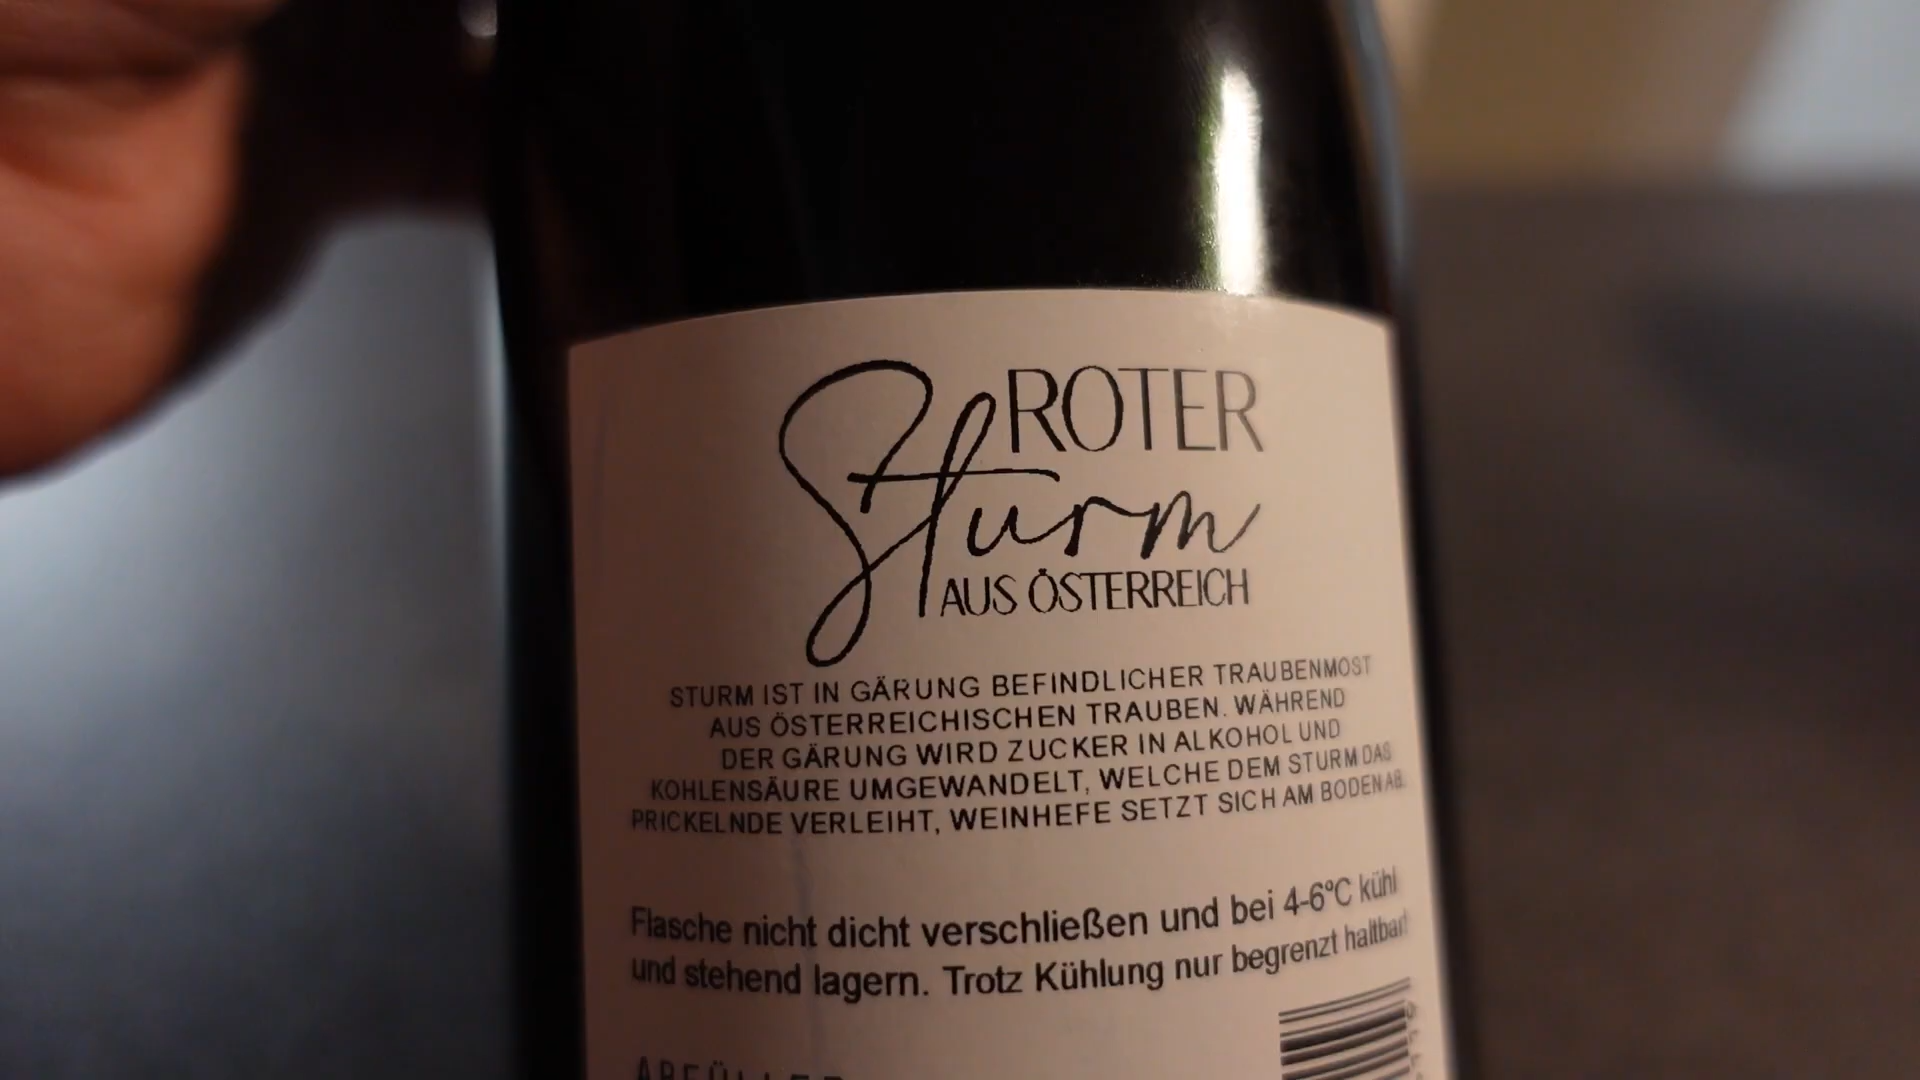 ROTER
Sturm
AUS ÖSTERREICH
STURM IST IN GÄRUNG BEFINDLICHER TRAUBENMOST
AUS ÖSTERREICHISCHEN TRAUBEN. WÄHREND
DER GÄRUNG WIRD ZUCKER IN ALKOHOL UND
KOHLENSÄURE UMGEWANDELT, WELCHE DEM STURM DAS
PRICKELNDE VERLEIHT, WEINHEFE SETZT SICH AM BODEN AB.
Flasche nicht dicht verschließen und bei 4-6°C kühl
und stehend lagern. Trotz Kühlung nur begrenzt haltbar!
ABFÜLLER